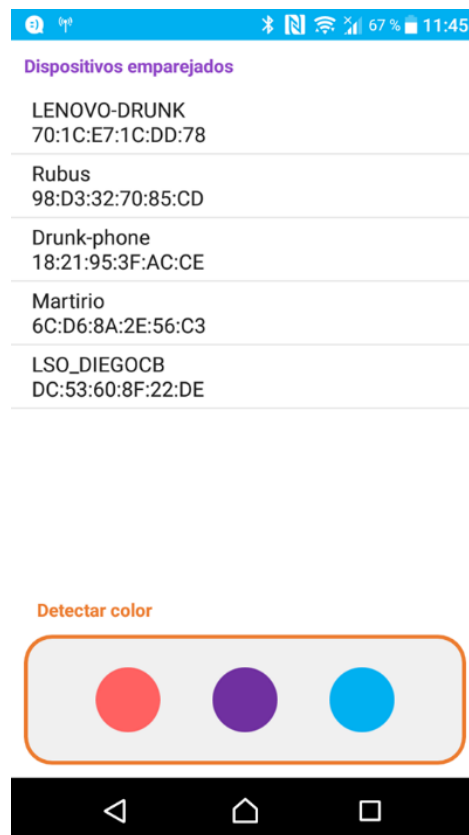 67 % 11:45
Dispositivos emparejados
LENOVO-DRUNK
70:1C:E7:1C:DD:78
Rubus
98:D3:32:70:85:CD
Drunk-phone
18:21:95:3F:AC:CE
Martirio
6C:D6:8A:2E:56:C3
LSO_DIEGOCB
DC:53:60:8F:22:DE
Detectar color